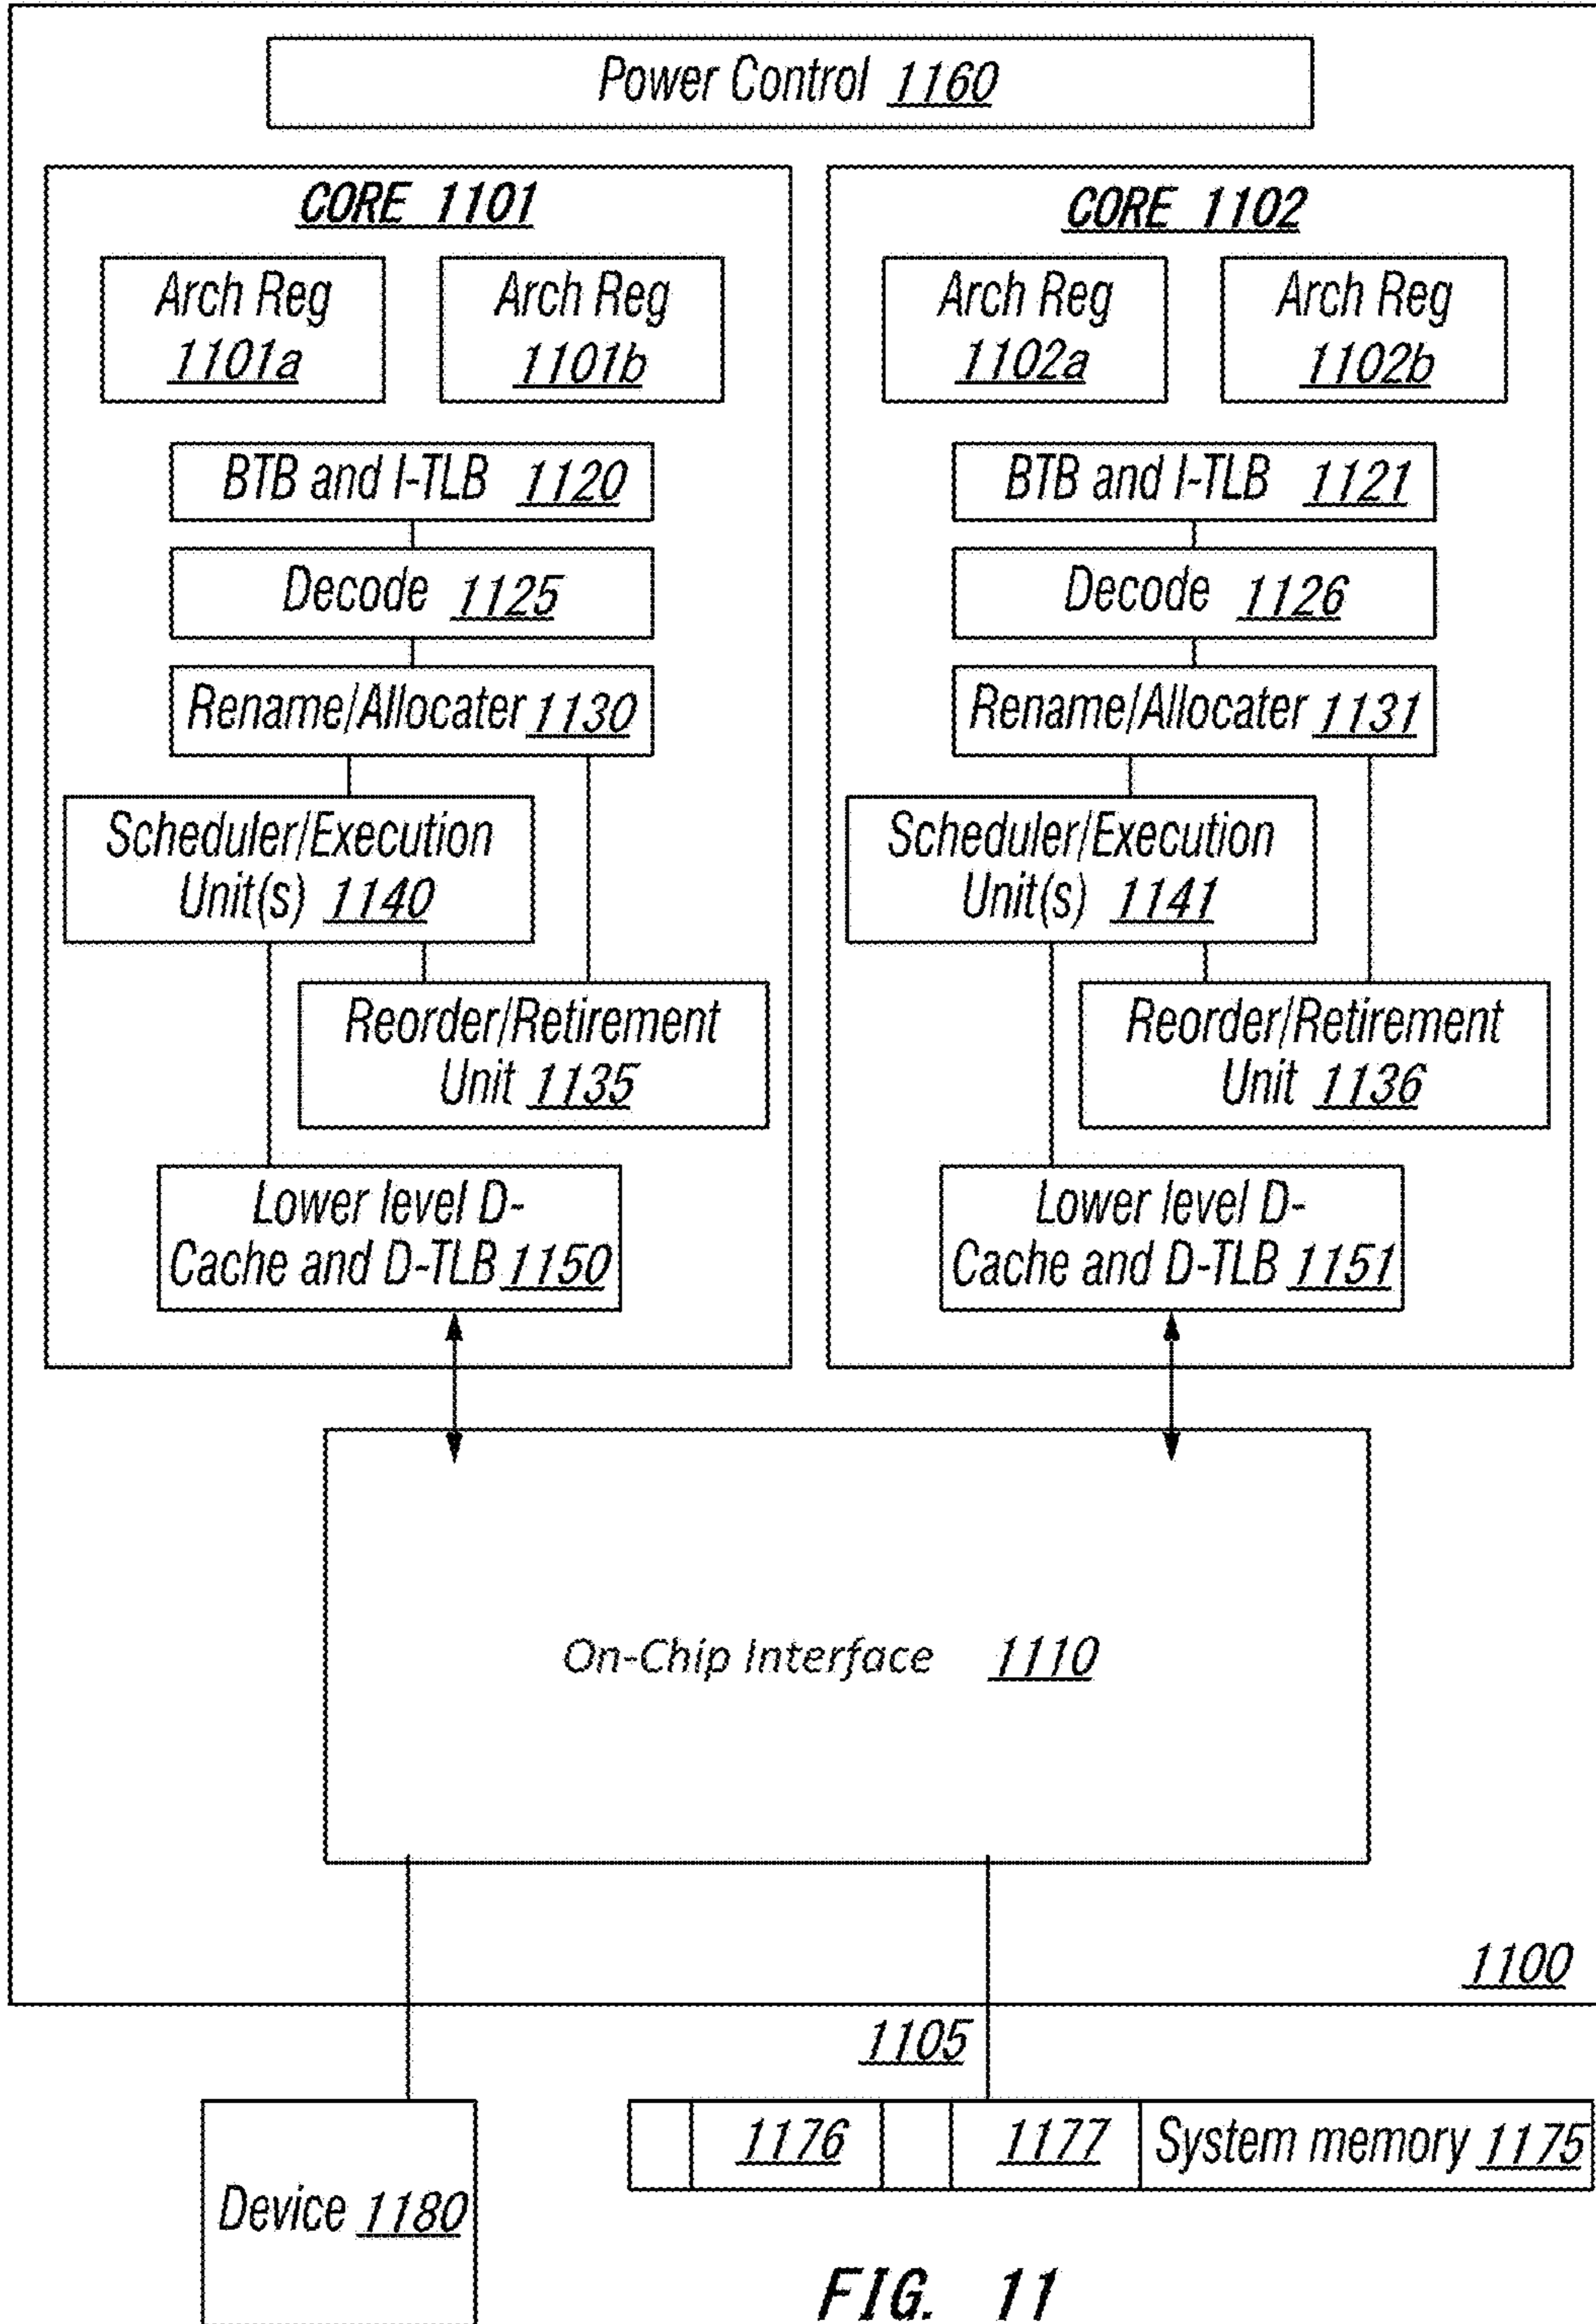 Power Control 1160
CORE 1101
Arch Reg
1101a
Arch Reg
1101b
BTB and I-TLB 1120
Decode 1125
Rename/Allocater 1130
Scheduler/Execution
Unit(s) 1140
Reorder/Retirement
Unit 1135
Lower level D-
Cache and D-TLB 1150
CORE 1102
Arch Reg
1102a
Arch Reg
1102b
BTB and I-TLB 1121
Decode 1126
Rename/Allocater 1131
Scheduler/Execution
Unit(s) 1141
Reorder/Retirement
Unit 1136
Lower level D-
Cache and D-TLB 1151
On-Chip Interface 1110
1100
1105
1176
1177
System memory 1175
Device 1180
FIG. 11